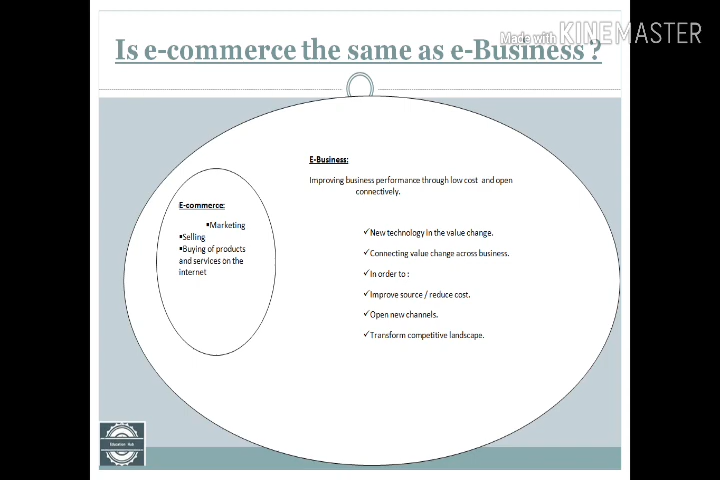 Made with KINEMASTER
Is e-commerce the same as e-Business ?
E-Business:
Improving business performance through low cost and open
connectively.
E-commerce:
▪Marketing
▪Selling
▪Buying of products
and services on the
internet
✓New technology in the value change.
✓Connecting value change across business.
✓In order to :
✓Improve source / reduce cost.
✓Open new channels.
✓Transform competitive landscape.
Education Hub